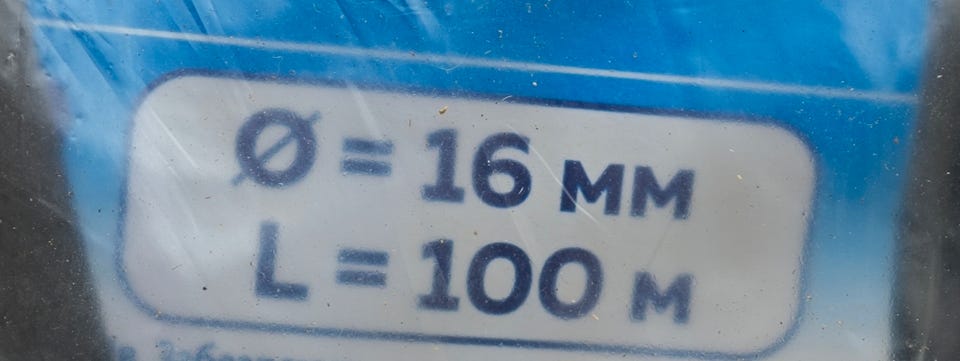 Ø = 16 мм
L = 100 м